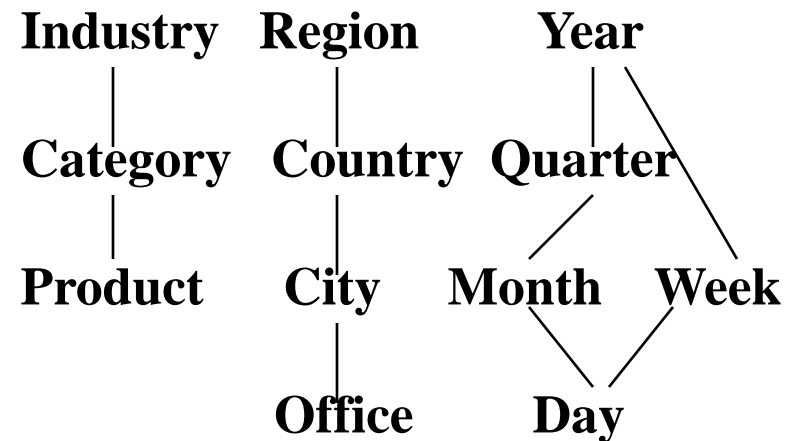 Industry Region Year
Category Country Quarter
Product City Month Week
Office Day